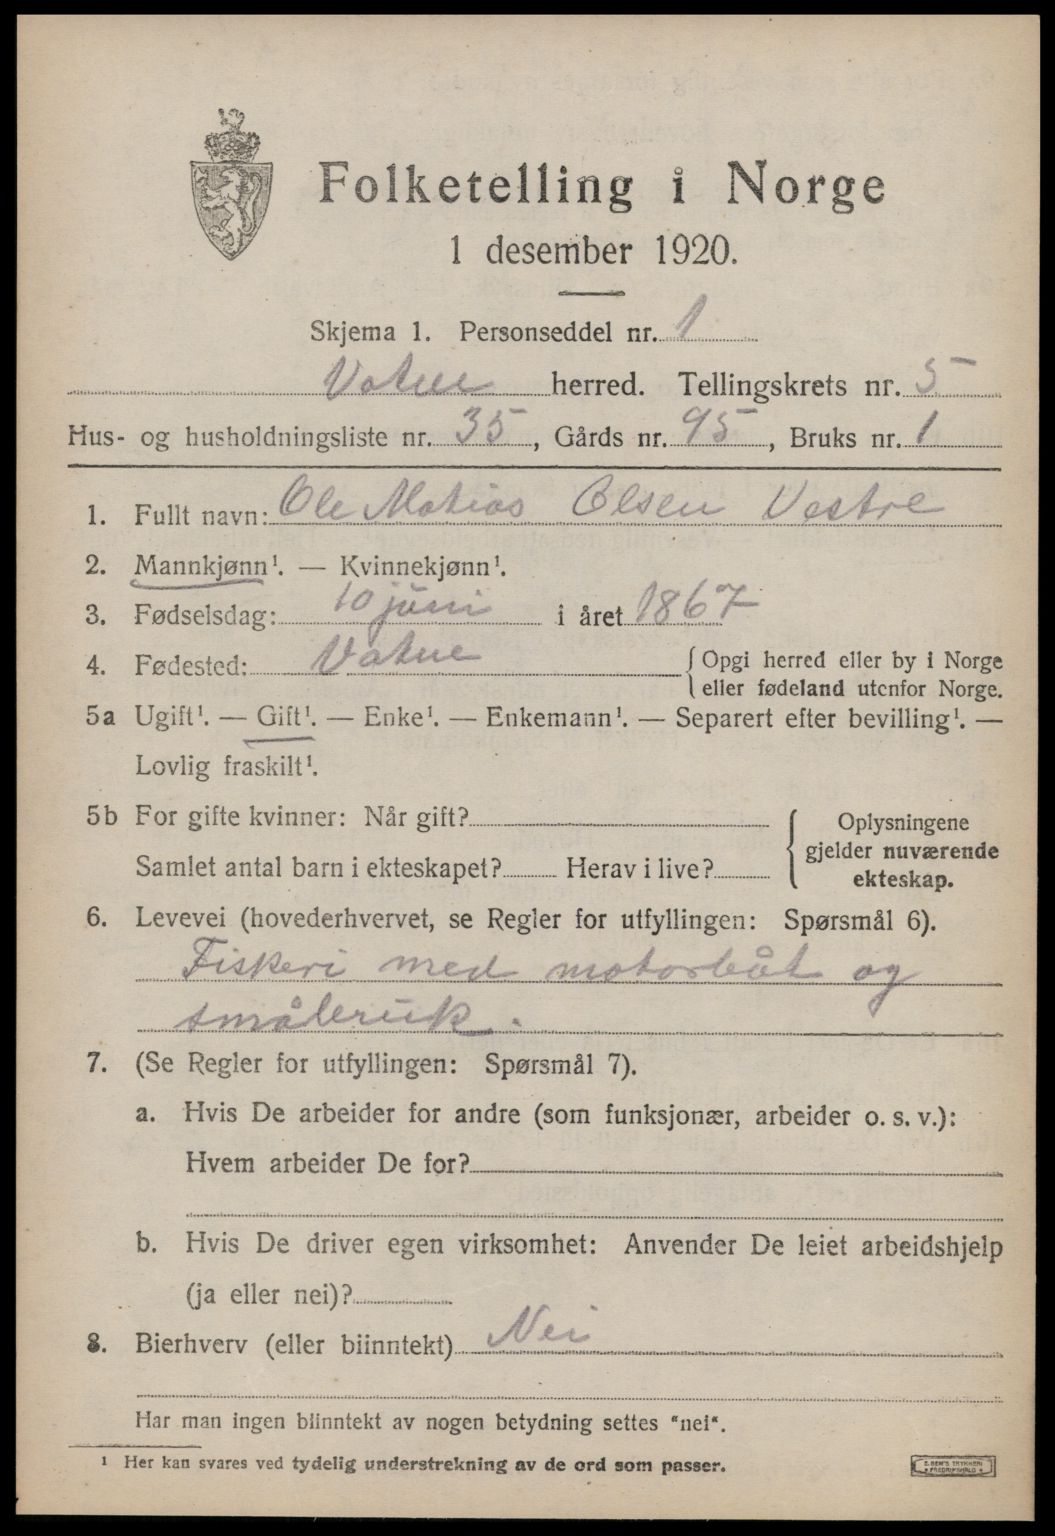 Folketelling i Norge
1 desember 1920.
Skjema 1. Personseddel nr. 1
Vatne herred. Tellingskrets nr. 5
Hus- og husholdningsliste nr. 35, Gårds nr. 95, Bruks nr. 1
1. Fullt navn: Ole Matias Olsen Vestre
2. Mannkjønn¹. — Kvinnekjønn¹.
3. Fødselsdag: 10 juni i året 1867
4. Fødested: Vatne { Opgi herred eller by i Norge
eller fødeland utenfor Norge.
5a Ugift¹. — Gift¹. — Enke¹. — Enkemann¹. — Separert efter bevilling¹. —
Lovlig fraskilt¹.
5b For gifte kvinner: Når gift?
Samlet antal barn i ekteskapet? Herav i live?
{ Oplysningene
gjelder nuværende
ekteskap.
6. Levevei (hovederhvervet, se Regler for utfyllingen: Spørsmål 6).
Fiskeri med motorbåt og
småbruk.
7. (Se Regler for utfyllingen: Spørsmål 7).
a. Hvis De arbeider for andre (som funksjonær, arbeider o. s. v.):
Hvem arbeider De for?
b. Hvis De driver egen virksomhet: Anvender De leiet arbeidshjelp
(ja eller nei)?
8. Bierhverv (eller biinntekt) Nei
Har man ingen biinntekt av nogen betydning settes "nei".
¹ Her kan svares ved tydelig understrekning av de ord som passer.